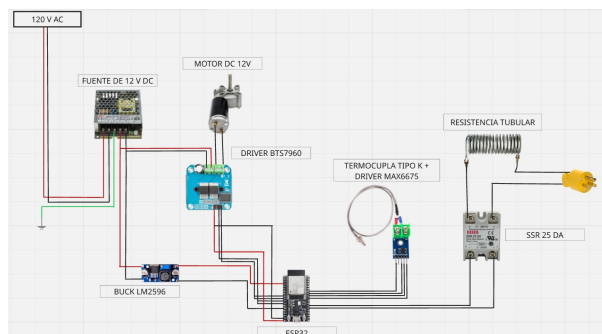 120 V AC
MOTOR DC 12V
FUENTE DE 12 V DC
RESISTENCIA TUBULAR
DRIVER BTS7960
TERMOCUPLA TIPO K +
DRIVER MAX6675
SSR 25 DA
BUCK LM2596
ESP32